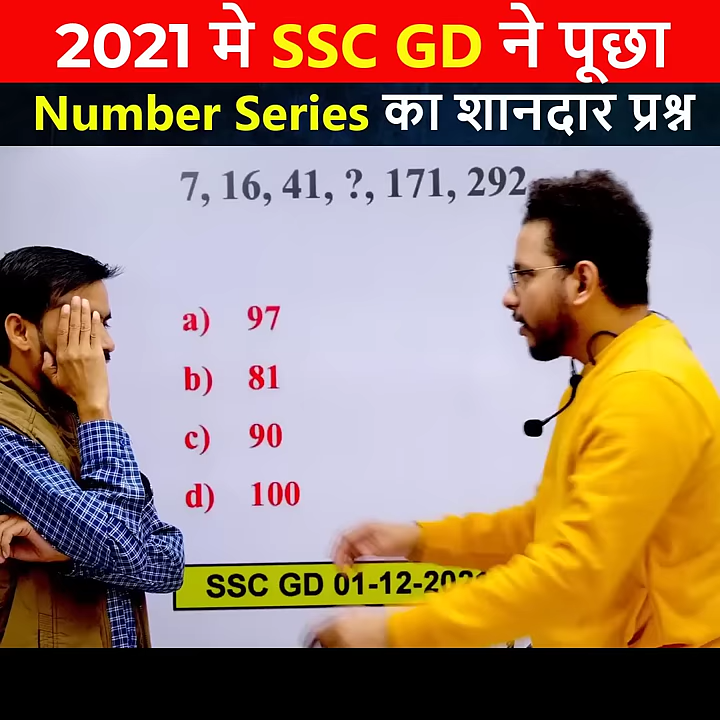 2021 मे SSC GD ने पूछा
Number Series का शानदार प्रश्न
7, 16, 41, ?, 171, 292
a) 97
b) 81
c) 90
d) 100
SSC GD 01-12-2021